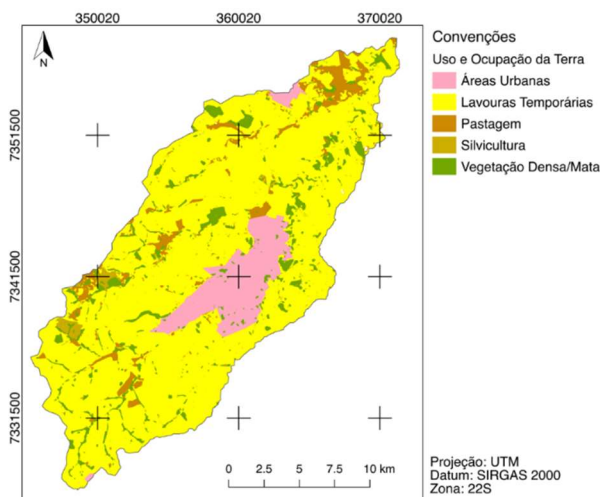 350020 360020 370020
N
7351500
7341500
7331500
Convenções
Uso e Ocupação da Terra
Áreas Urbanas
Lavouras Temporárias
Pastagem
Silvicultura
Vegetação Densa/Mata
0 2.5 5 7.5 10 km
Projeção: UTM
Datum: SIRGAS 2000
Zona: 22S